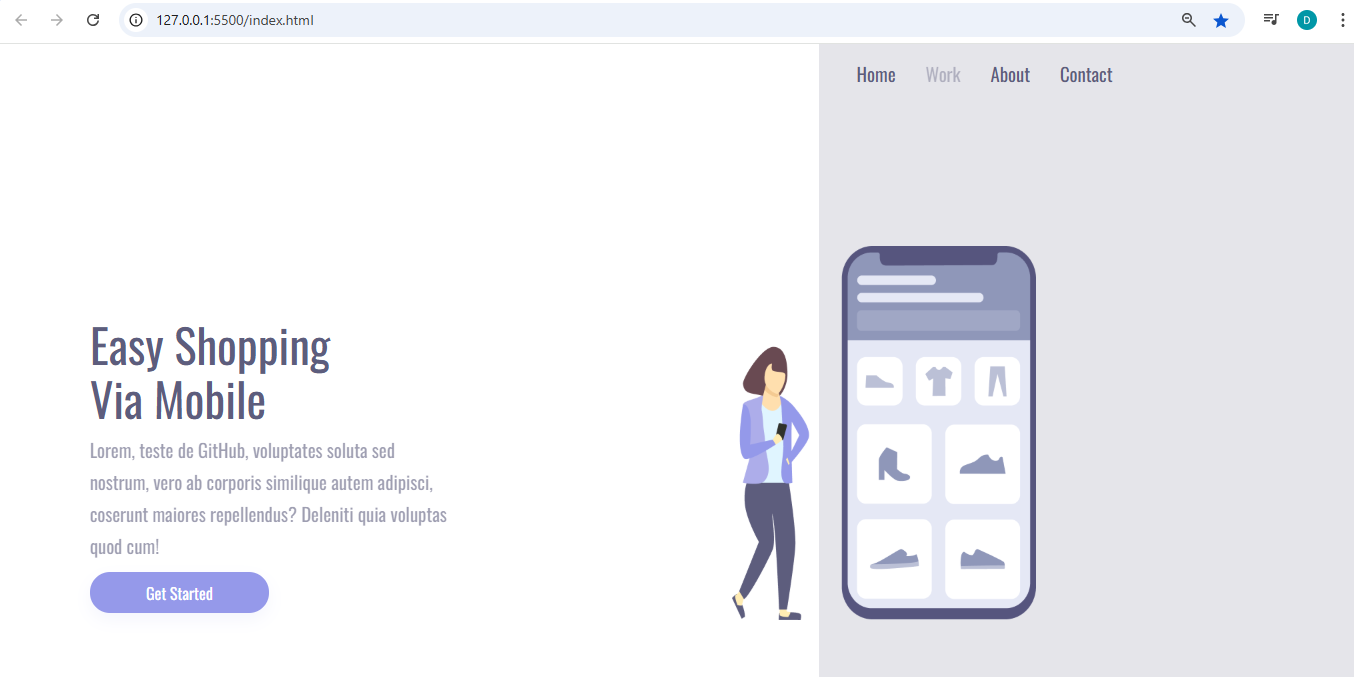 127.0.0.1:5500/index.html
D
Home Work About Contact
Easy Shopping
Via Mobile
Lorem, teste de GitHub, voluptates soluta sed
nostrum, vero ab corporis similique autem adipisci,
coserunt maiores repellendus? Deleniti quia voluptas
quod cum!
Get Started